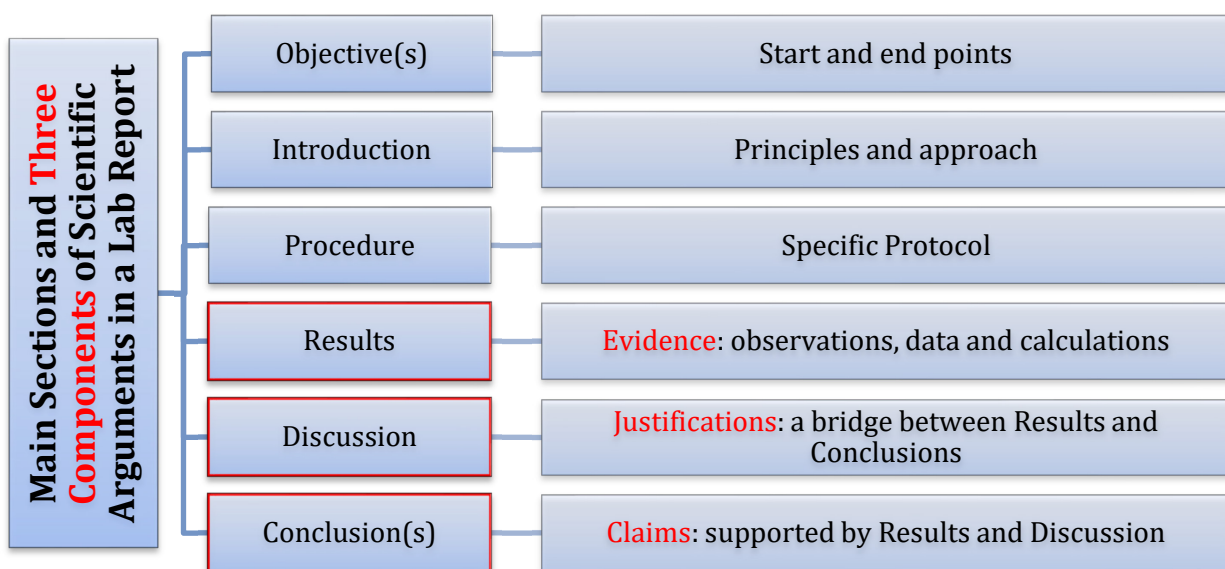 Main Sections and Three
Components of Scientific
Arguments in a Lab Report
Objective(s)
Start and end points
Introduction
Principles and approach
Procedure
Specific Protocol
Results
Evidence: observations, data and calculations
Discussion
Justifications: a bridge between Results and
Conclusions
Conclusion(s)
Claims: supported by Results and Discussion